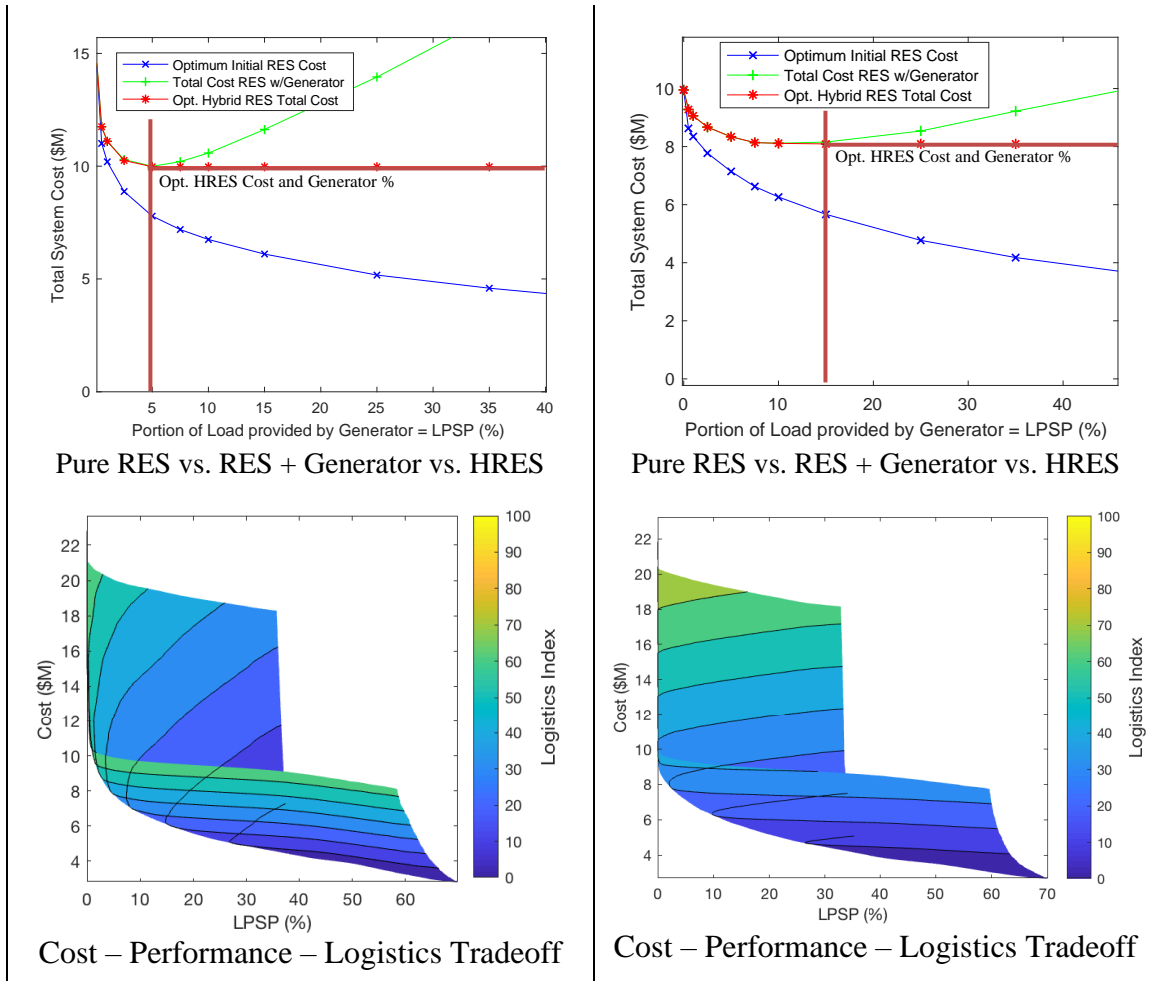 15
10
5
0
Total System Cost ($M)
Optimum Initial RES Cost
Total Cost RES w/Generator
Opt. Hybrid RES Total Cost
Opt. HRES Cost and Generator %
5 10 15 20 25 30 35 40
Portion of Load provided by Generator = LPSP (%)
Pure RES vs. RES + Generator vs. HRES
12
10
8
6
4
2
0
Total System Cost ($M)
Optimum Initial RES Cost
Total Cost RES w/Generator
Opt. Hybrid RES Total Cost
Opt. HRES Cost and Generator %
0 10 20 30 40
Portion of Load provided by Generator = LPSP (%)
Pure RES vs. RES + Generator vs. HRES
22
20
18
16
14
12
10
8
6
4
Cost ($M)
0 10 20 30 40 50 60
LPSP (%)
100
90
80
70
60
50
40
30
20
10
0
Logistics Index
Cost – Performance – Logistics Tradeoff
22
20
18
16
14
12
10
8
6
4
Cost ($M)
0 10 20 30 40 50 60 70
LPSP (%)
100
90
80
70
60
50
40
30
20
10
0
Logistics Index
Cost – Performance – Logistics Tradeoff